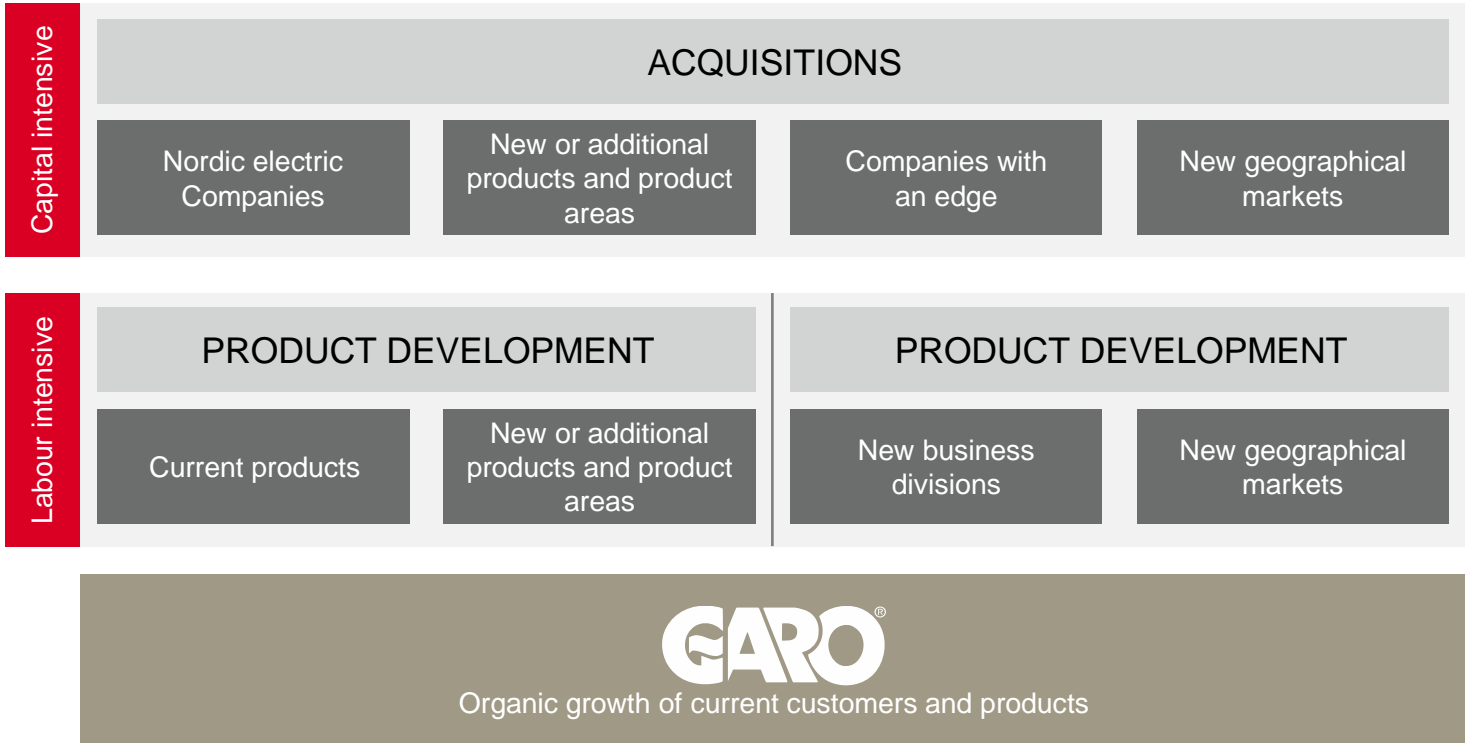 Capital intensive
ACQUISITIONS
Nordic electric
Companies
New or additional
products and product
areas
Companies with
an edge
New geographical
markets
Labour intensive
PRODUCT DEVELOPMENT
Current products
New or additional
products and product
areas
PRODUCT DEVELOPMENT
New business
divisions
New geographical
markets
GARO®
Organic growth of current customers and products